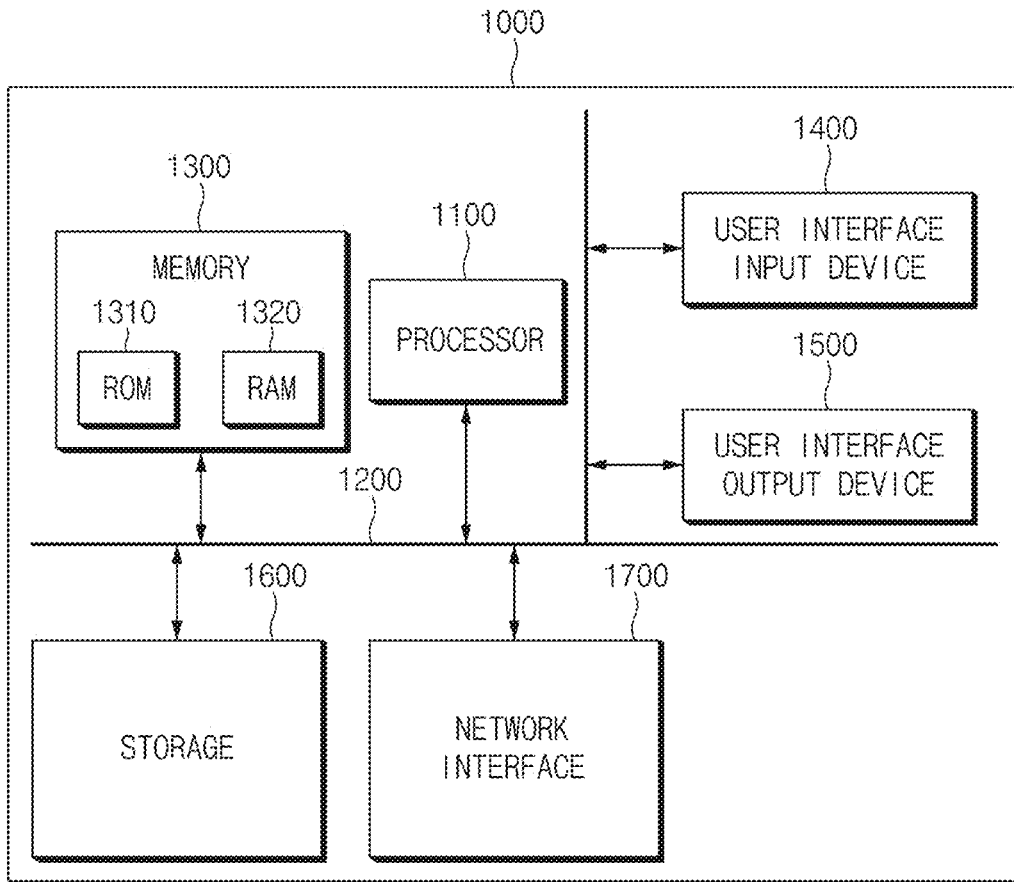 1000
1300
MEMORY
1310
1320
ROM
RAM
1100
PROCESSOR
1400
USER INTERFACE
INPUT DEVICE
1500
USER INTERFACE
OUTPUT DEVICE
1200
1600
STORAGE
1700
NETWORK
INTERFACE